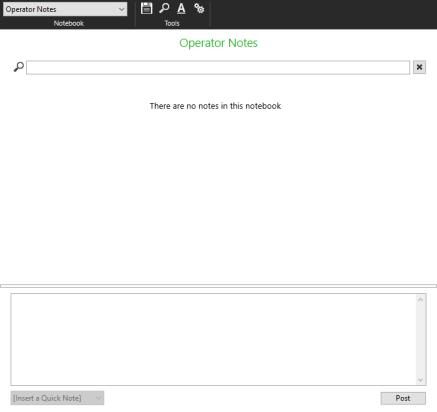 Operator Notes
Notebook
Tools
Operator Notes
There are no notes in this notebook
[Insert a Quick Note]
Post